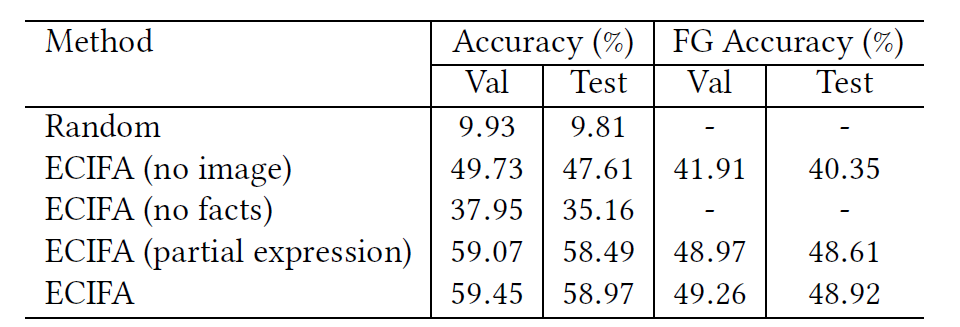 Method Accuracy (%) FG Accuracy (%)
Val Test Val Test
Random 9.93 9.81 - -
ECIFA (no image) 49.73 47.61 41.91 40.35
ECIFA (no facts) 37.95 35.16 - -
ECIFA (partial expression) 59.07 58.49 48.97 48.61
ECIFA 59.45 58.97 49.26 48.92